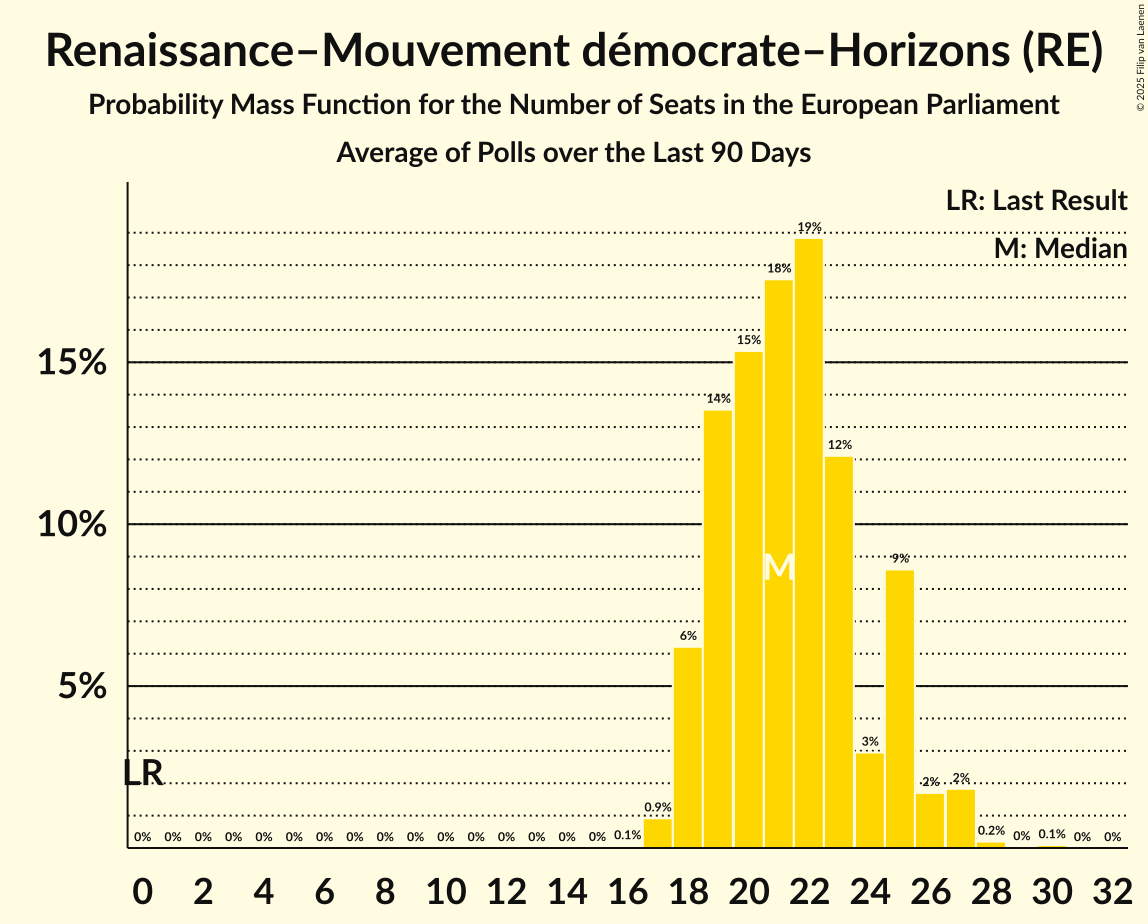 Renaissance–Mouvement démocrate–Horizons (RE)
Probability Mass Function for the Number of Seats in the European Parliament
Average of Polls over the Last 90 Days
© 2025 Filip van Laenen
LR: Last Result
M: Median
19%
18%
15%
15%
14%
12%
10%
9%
M
6%
5%
3%
LR
2% 2%
0.9%
0% 0% 0% 0% 0% 0% 0% 0% 0% 0% 0% 0% 0% 0% 0% 0% 0.1% 0.2% 0% 0.1% 0% 0%
0 2 4 6 8 10 12 14 16 18 20 22 24 26 28 30 32